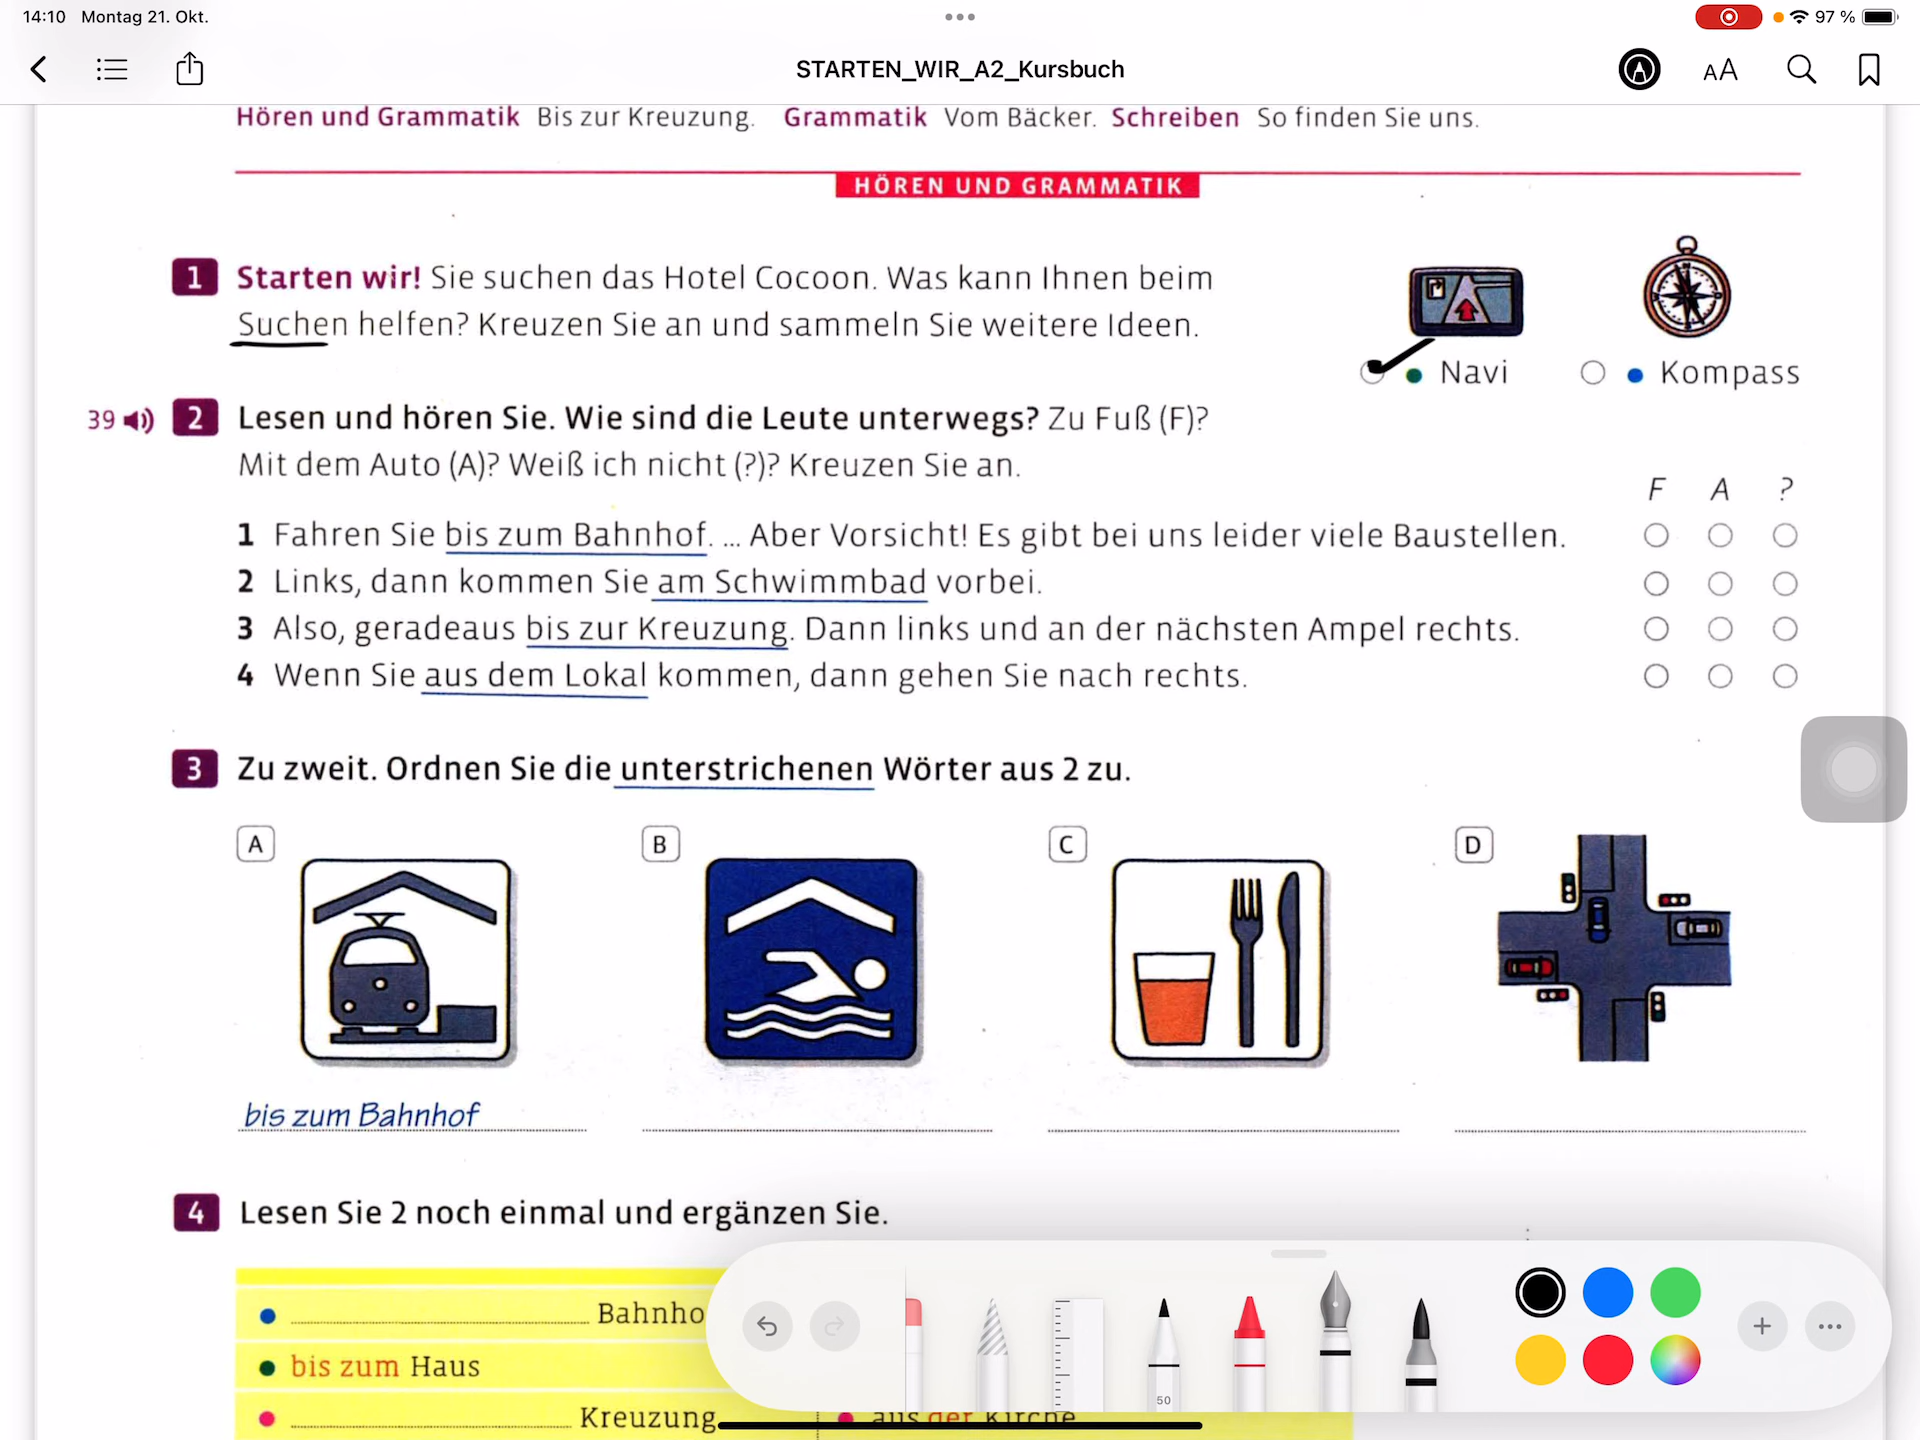 14:10 Montag 21. Okt.
97 %
STARTEN_WIR_A2_Kursbuch
AA
Hören und Grammatik Bis zur Kreuzung. Grammatik Vom Bäcker. Schreiben So finden Sie uns.
HÖREN UND GRAMMATIK
1 Starten wir! Sie suchen das Hotel Cocoon. Was kann Ihnen beim
Suchen helfen? Kreuzen Sie an und sammeln Sie weitere Ideen.
Navi
Kompass
39 2 Lesen und hören Sie. Wie sind die Leute unterwegs? Zu Fuß (F)?
Mit dem Auto (A)? Weiß ich nicht (?)? Kreuzen Sie an.
F A ?
1 Fahren Sie bis zum Bahnhof. ... Aber Vorsicht! Es gibt bei uns leider viele Baustellen.
2 Links, dann kommen Sie am Schwimmbad vorbei.
3 Also, geradeaus bis zur Kreuzung. Dann links und an der nächsten Ampel rechts.
4 Wenn Sie aus dem Lokal kommen, dann gehen Sie nach rechts.
3 Zu zweit. Ordnen Sie die unterstrichenen Wörter aus 2 zu.
A B C D
bis zum Bahnhof
4 Lesen Sie 2 noch einmal und ergänzen Sie.
Bahnho
bis zum Haus
Kreuzung
aus der Kirche
50